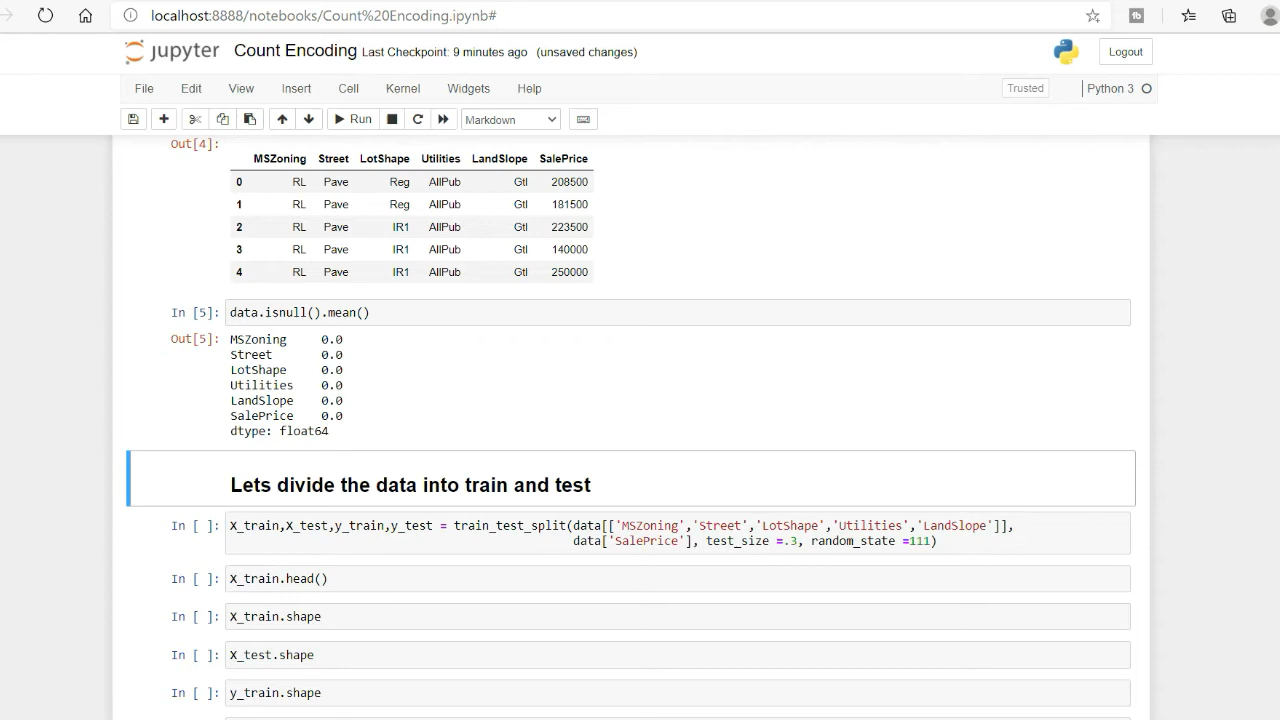 localhost:8888/notebooks/Count%20Encoding.ipynb#
jupyter Count Encoding Last Checkpoint: 9 minutes ago (unsaved changes) Logout
File Edit View Insert Cell Kernel Widgets Help Trusted Python 3
Run Markdown
Out[4]:
MSZoning Street LotShape Utilities LandSlope SalePrice
0 RL Pave Reg AllPub Gtl 208500
1 RL Pave Reg AllPub Gtl 181500
2 RL Pave IR1 AllPub Gtl 223500
3 RL Pave IR1 AllPub Gtl 140000
4 RL Pave IR1 AllPub Gtl 250000
In [5]: data.isnull().mean()
Out[5]: MSZoning 0.0
Street 0.0
LotShape 0.0
Utilities 0.0
LandSlope 0.0
SalePrice 0.0
dtype: float64
Lets divide the data into train and test
In [ ]: X_train,X_test,y_train,y_test = train_test_split(data[['MSZoning','Street','LotShape','Utilities','LandSlope']],
data['SalePrice'], test_size =.3, random_state =111)
In [ ]: X_train.head()
In [ ]: X_train.shape
In [ ]: X_test.shape
In [ ]: y_train.shape